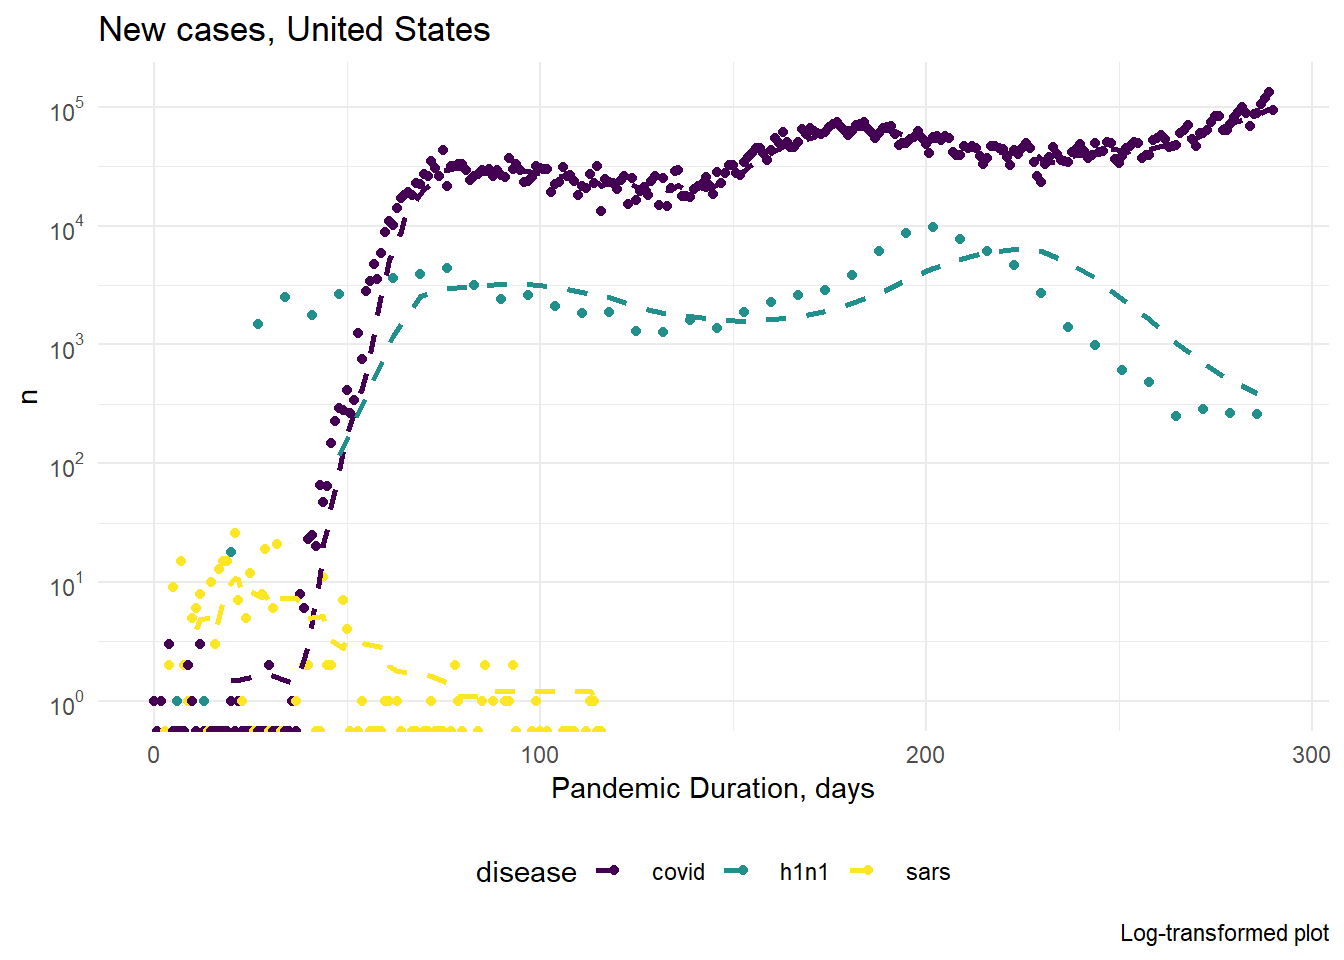 New cases, United States
10^5
10^4
10^3
10^2
10^1
10^0
n
0 100 200 300
Pandemic Duration, days
disease covid h1n1 sars
Log-transformed plot